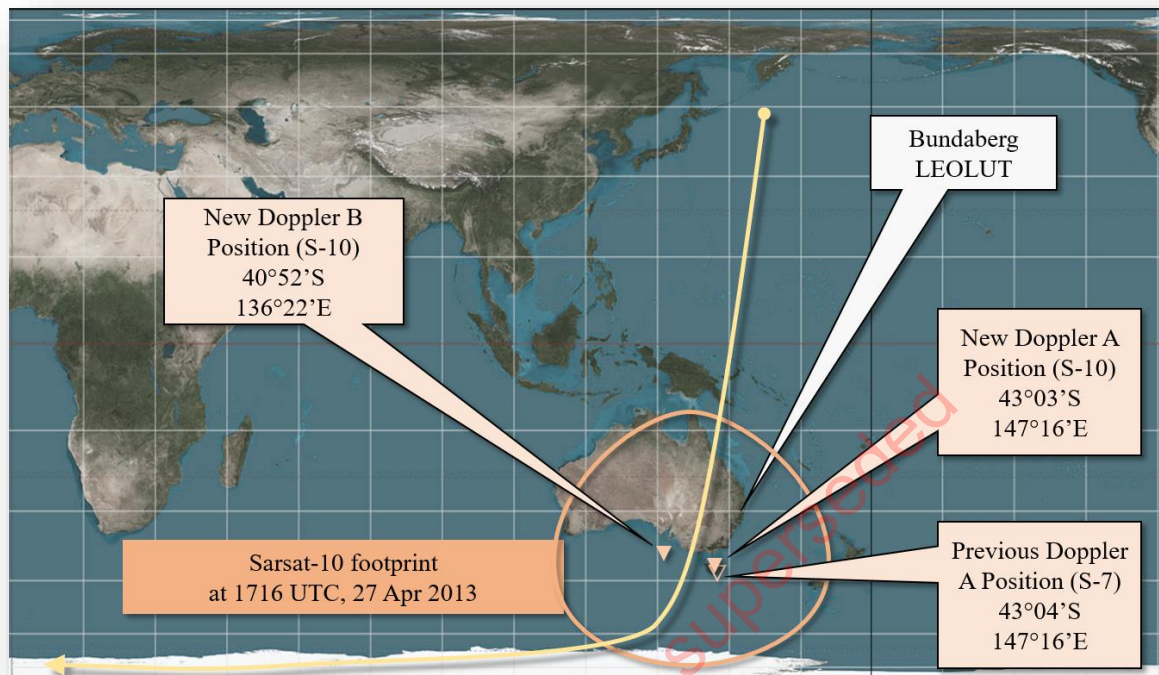 Bundaberg
LEOLUT
New Doppler B
Position (S-10)
40°52’S
136°22’E
New Doppler A
Position (S-10)
43°03’S
147°16’E
Sarsat-10 footprint
at 1716 UTC, 27 Apr 2013
Previous Doppler
A Position (S-7)
43°04’S
147°16’E
superseded